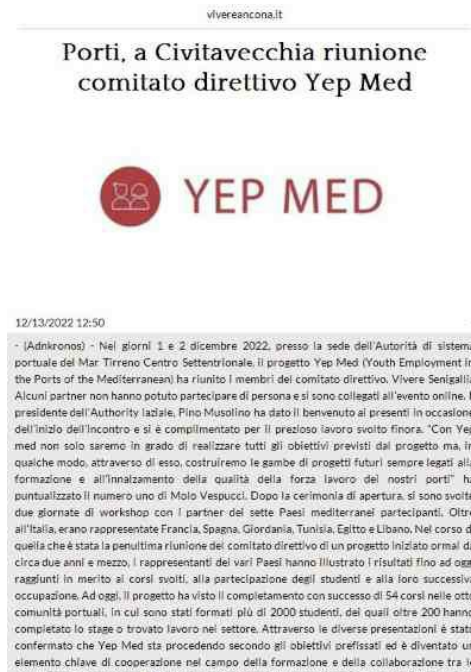 vivereancona.it
Porti, a Civitavecchia riunione
comitato direttivo Yep Med
YEP MED
12/13/2022 12:50
- (Adnkronos) - Nei giorni 1 e 2 dicembre 2022, presso la sede dell'Autorità di sistema
portuale del Mar Tirreno Centro Settentrionale, il progetto Yep Med (Youth Employment in
the Ports of the Mediterranean) ha riunito i membri del comitato direttivo. Vivere Senigallia
Alcuni partner non hanno potuto partecipare di persona e si sono collegati all'evento online.
presidente dell'Authority laziale, Pino Musolino ha dato il benvenuto ai presenti in occasione
dell'inizio dell'incontro e si è complimentato per il prezioso lavoro svolto finora. "Con Yep
med non solo saremo in grado di realizzare tutti gli obiettivi previsti dal progetto ma, in
qualche modo, attraverso di esso, costruiremo le gambe di progetti futuri sempre legati alla
formazione e all'innalzamento della qualità della forza lavoro dei nostri porti" ha
puntualizzato il numero uno di Molo Vespucci. Dopo la cerimonia di apertura, si sono svolte
due giornate di workshop con i partner dei sette Paesi mediterranei partecipanti. Oltre
all'Italia, erano rappresentate Francia, Spagna, Giordania, Tunisia, Egitto e Libano. Nel corso di
quella che è stata la penultima riunione del comitato direttivo di un progetto iniziato ormai da
circa due anni e mezzo, i rappresentanti dei vari Paesi hanno illustrato i risultati fino ad oggi
raggiunti in merito ai corsi svolti, alla partecipazione degli studenti e alla loro successiva
occupazione. Ad oggi, il progetto ha visto il completamento con successo di 54 corsi nelle otto
comunità portuali, in cui sono stati formati più di 2000 studenti, dei quali oltre 200 hanno
completato lo stage o trovato lavoro nel settore. Attraverso le diverse presentazioni è stato
confermato che Yep Med sta procedendo secondo gli obiettivi prefissati ed è diventato un
elemento chiave di cooperazione nel campo della formazione e della collaborazione tra vi